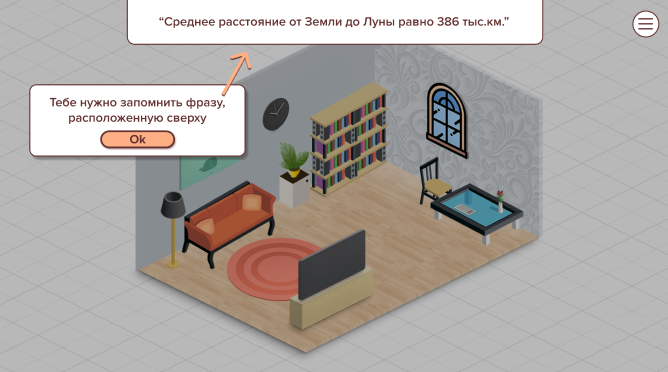 “Среднее расстояние от Земли до Луны равно 386 тыс.км.”
Тебе нужно запомнить фразу,
расположенную сверху
Ok